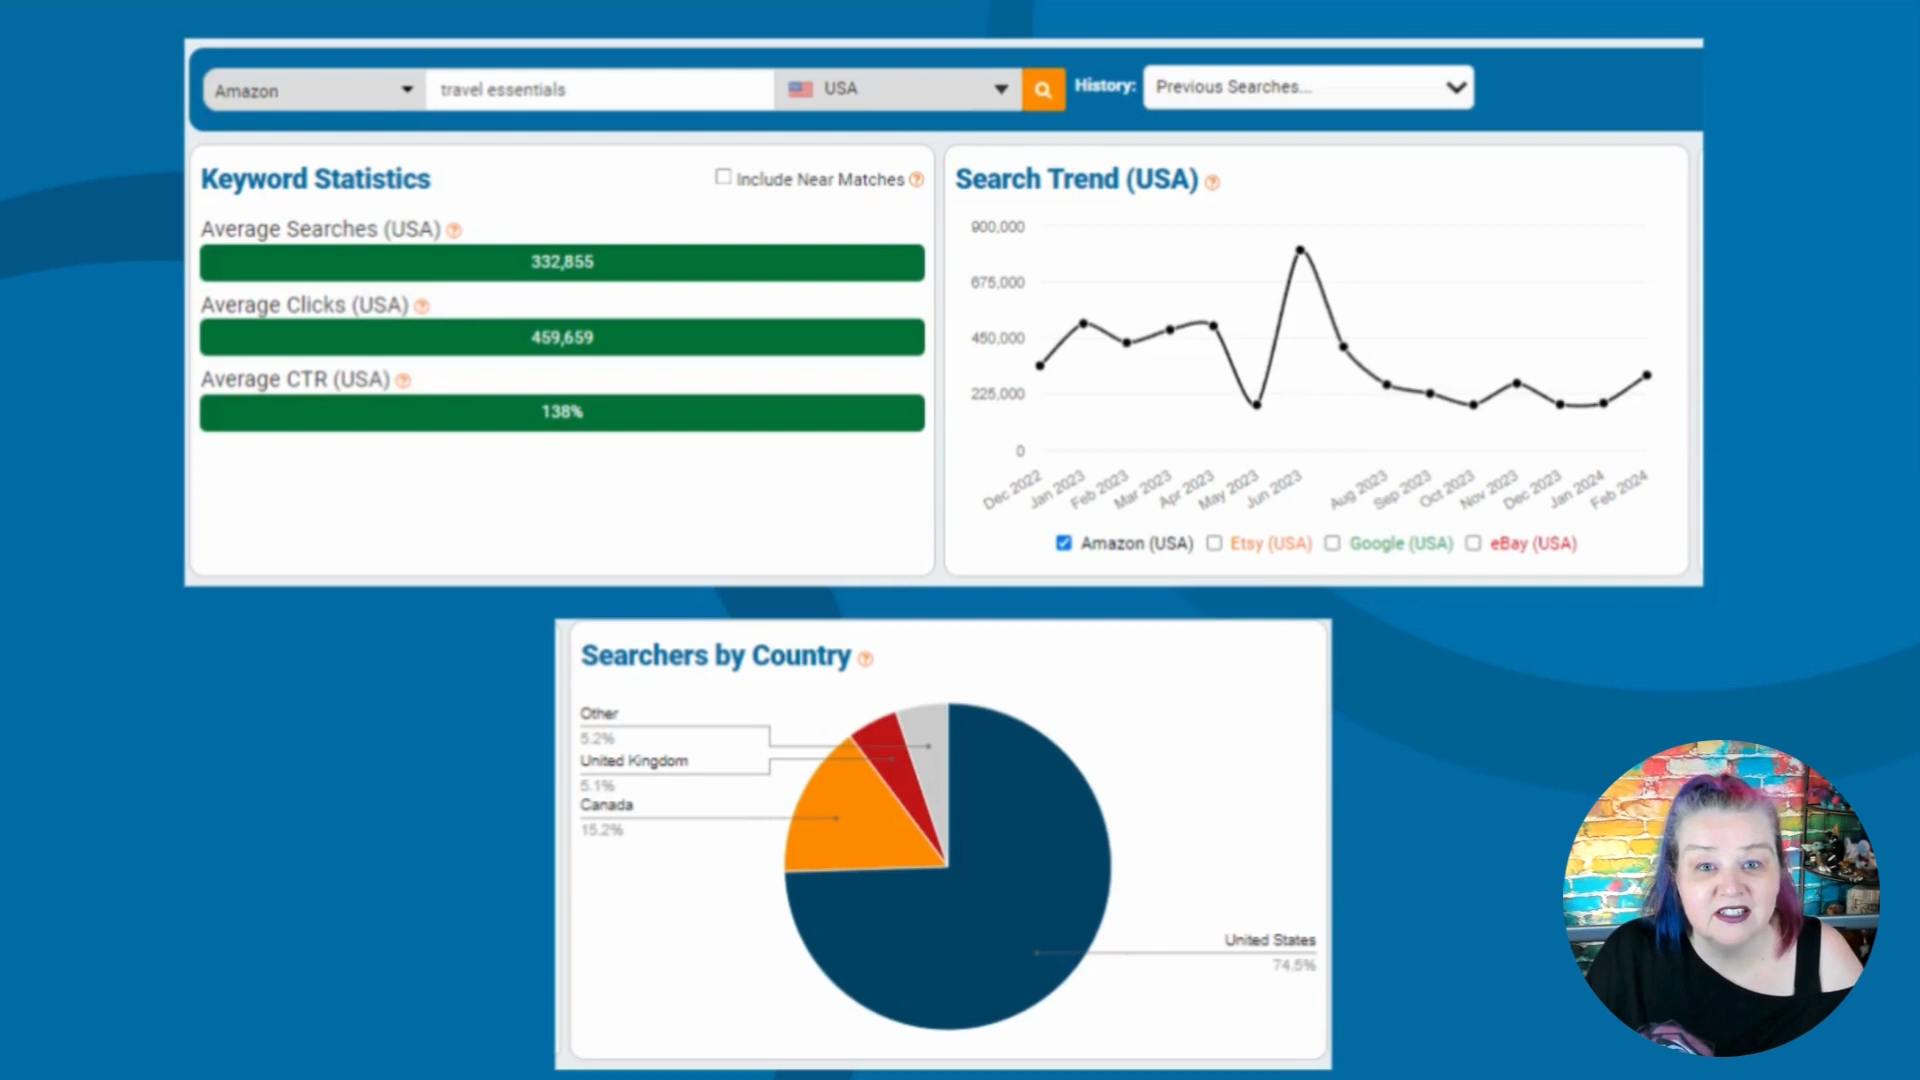 Amazon
travel essentials
USA
History:
Previous Searches...
Keyword Statistics
Include Near Matches ?
Average Searches (USA) ?
332,855
Average Clicks (USA) ?
459,659
Average CTR (USA) ?
138%
Search Trend (USA) ?
900,000
675,000
450,000
225,000
0
Dec 2022
Jan 2023
Feb 2023
Mar 2023
Apr 2023
May 2023
Jun 2023
Aug 2023
Sep 2023
Oct 2023
Nov 2023
Dec 2023
Jan 2024
Feb 2024
Amazon (USA)
Etsy (USA)
Google (USA)
eBay (USA)
Searchers by Country ?
Other
5.2%
United Kingdom
5.1%
Canada
15.2%
United States
74.5%